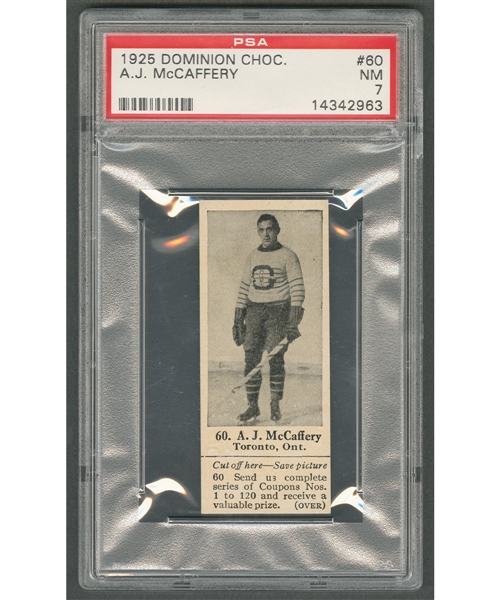 PSA
1925 DOMINION CHOC. #60
A.J. McCAFFERY NM
7
14342963
60. A. J. McCaffery
Toronto, Ont.
Cut off here—Save picture
60 Send us complete
series of Coupons Nos.
1 to 120 and receive a
valuable prize. (OVER)